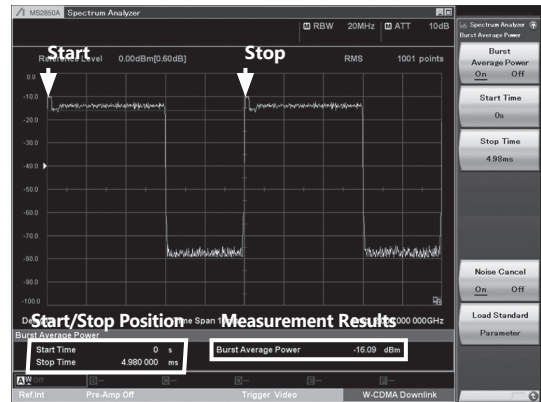 MS2850A Spectrum Analyzer
RBW 20MHz ATT 10dB
Spectrum Analyzer
Burst Average Power
Start Stop
Level 0.00dBm[0.60dB] RMS 1001 points
Burst
Average Power
On Off
Start Time
0s
Stop Time
4.98ms
Noise Cancel
On Off
Load Standard
Parameter
0.0
-10.0
-20.0
-30.0
-40.0
-50.0
-60.0
-70.0
-80.0
-90.0
-100.0
Start/Stop Position Measurement Results
Time Span
000GHz
Burst Average Power
Start Time 0 s
Stop Time 4.980 000 ms
Burst Average Power -16.09 dBm
Ref.Int Pre-Amp Off Trigger Video W-CDMA Downlink